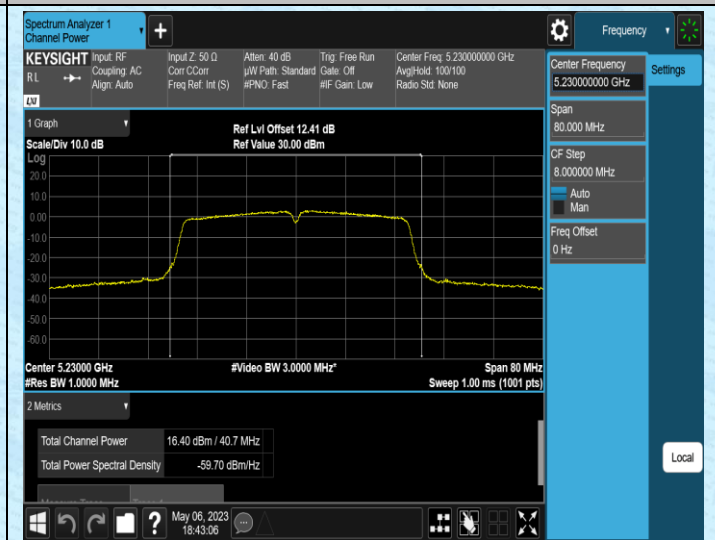 Spectrum Analyzer 1
Channel Power
+
Frequency
KEYSIGHT
R L
LXI
Input: RF
Coupling: AC
Align: Auto
Input Z: 50 Ω
Corr CCorr
Freq Ref: Int (S)
Atten: 40 dB
µW Path: Standard
#PNO: Fast
Trig: Free Run
Gate: Off
#IF Gain: Low
Center Freq: 5.230000000 GHz
Avg|Hold: 100/100
Radio Std: None
Center Frequency
5.230000000 GHz
Settings
Span
80.000 MHz
CF Step
8.000000 MHz
Auto
Man
Freq Offset
0 Hz
1 Graph
Scale/Div 10.0 dB
Ref Lvl Offset 12.41 dB
Ref Value 30.00 dBm
Log
20.0
10.0
0.00
-10.0
-20.0
-30.0
-40.0
-50.0
-60.0
Center 5.23000 GHz
#Video BW 3.0000 MHz*
Span 80 MHz
#Res BW 1.0000 MHz
Sweep 1.00 ms (1001 pts)
2 Metrics
Total Channel Power 16.40 dBm / 40.7 MHz
Total Power Spectral Density -59.70 dBm/Hz
Local
?
May 06, 2023
18:43:06